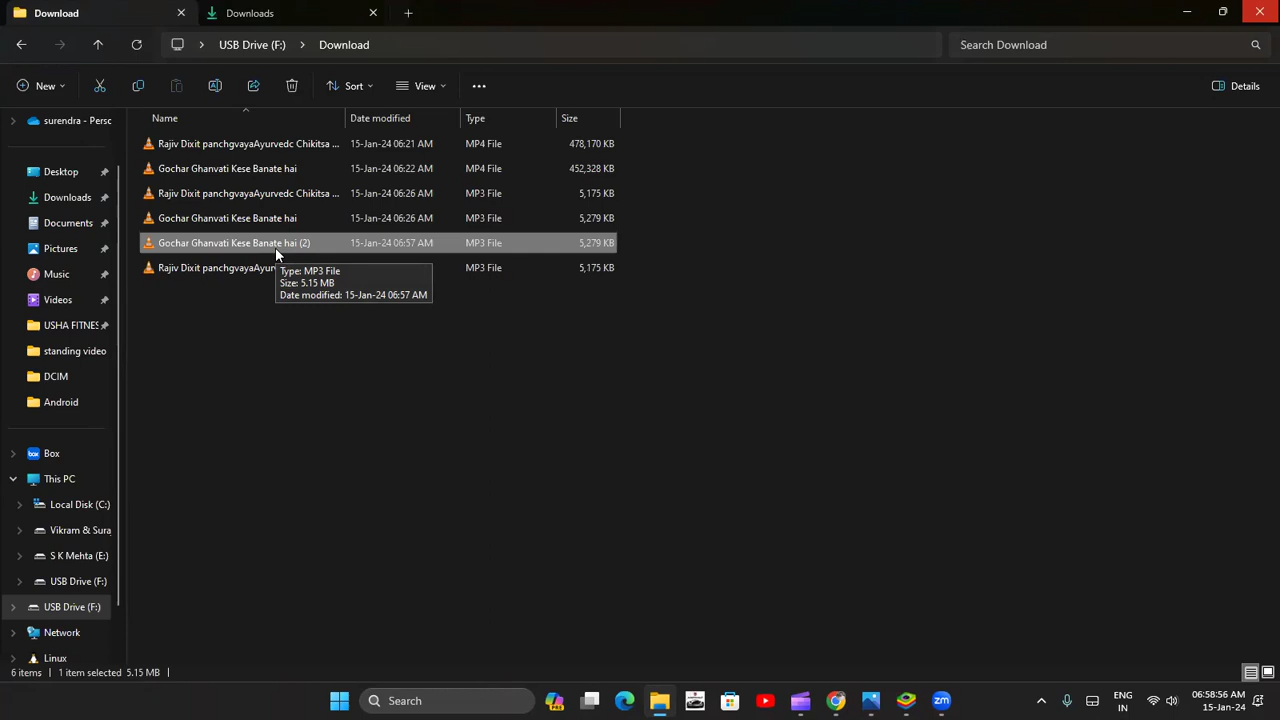 Download
Downloads
USB Drive (F:) > Download
Search Download
New
Sort
View
Details
Name
Date modified
Type
Size
surendra - Persc
Rajiv Dixit panchgvayaAyurvedc Chikitsa ... 15-Jan-24 06:21 AM MP4 File 478,170 KB
Gochar Ghanvati Kese Banate hai 15-Jan-24 06:22 AM MP4 File 452,328 KB
Rajiv Dixit panchgvayaAyurvedc Chikitsa ... 15-Jan-24 06:26 AM MP3 File 5,175 KB
Gochar Ghanvati Kese Banate hai 15-Jan-24 06:26 AM MP3 File 5,279 KB
Gochar Ghanvati Kese Banate hai (2) 15-Jan-24 06:57 AM MP3 File 5,279 KB
Rajiv Dixit panchgvayaAyurv MP3 File 5,175 KB
Type: MP3 File
Size: 5.15 MB
Date modified: 15-Jan-24 06:57 AM
Desktop
Downloads
Documents
Pictures
Music
Videos
USHA FITNES
standing video
DCIM
Android
Box
This PC
Local Disk (C:)
Vikram & Sura
S K Mehta (E:)
USB Drive (F:)
USB Drive (F:)
Network
Linux
6 items 1 item selected 5.15 MB
Search
zm
ENG
IN
06:58:56 AM
15-Jan-24